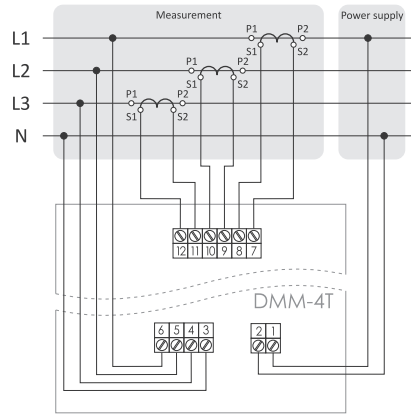 Measurement
Power supply
L1
P1 P2
S1 S2
L2
P1 P2
S1 S2
L3
P1 P2
S1 S2
N
12 11 10 9 8 7
DMM-4T
6 5 4 3
2 1